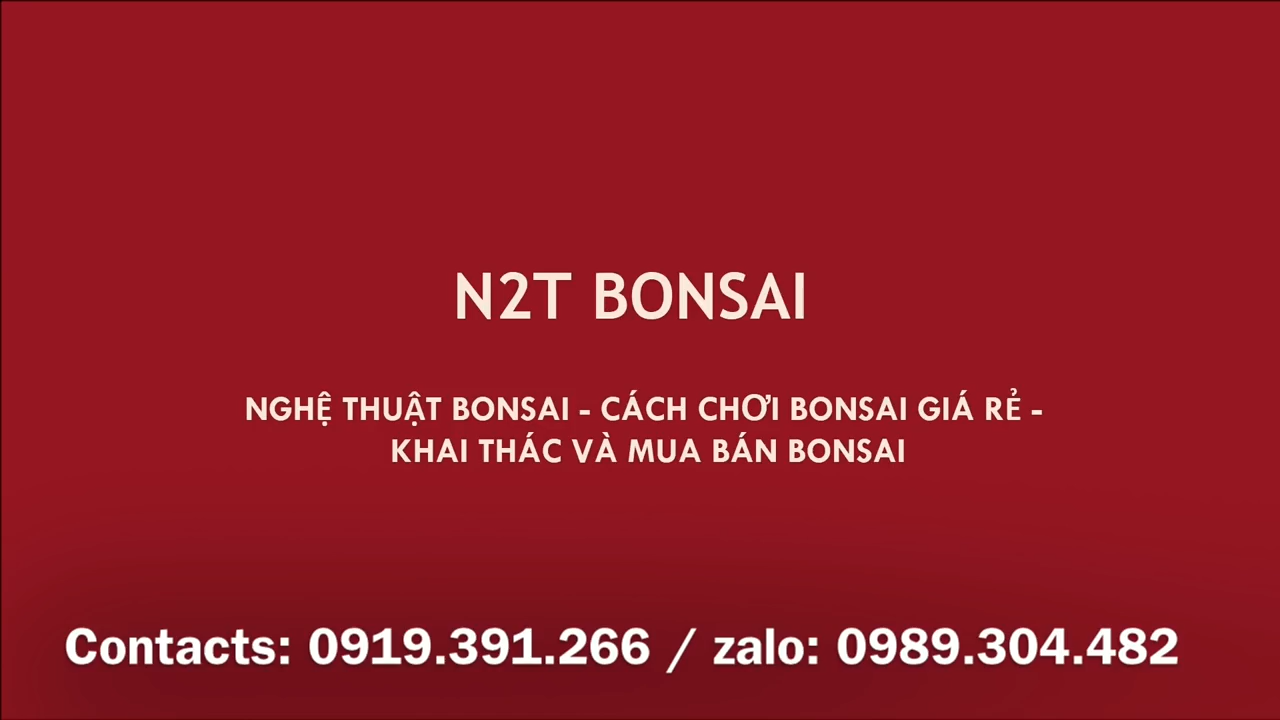 N2T BONSAI
NGHỆ THUẬT BONSAI - CÁCH CHƠI BONSAI GIÁ RẺ -
KHAI THÁC VÀ MUA BÁN BONSAI
Contacts: 0919.391.266 / zalo: 0989.304.482